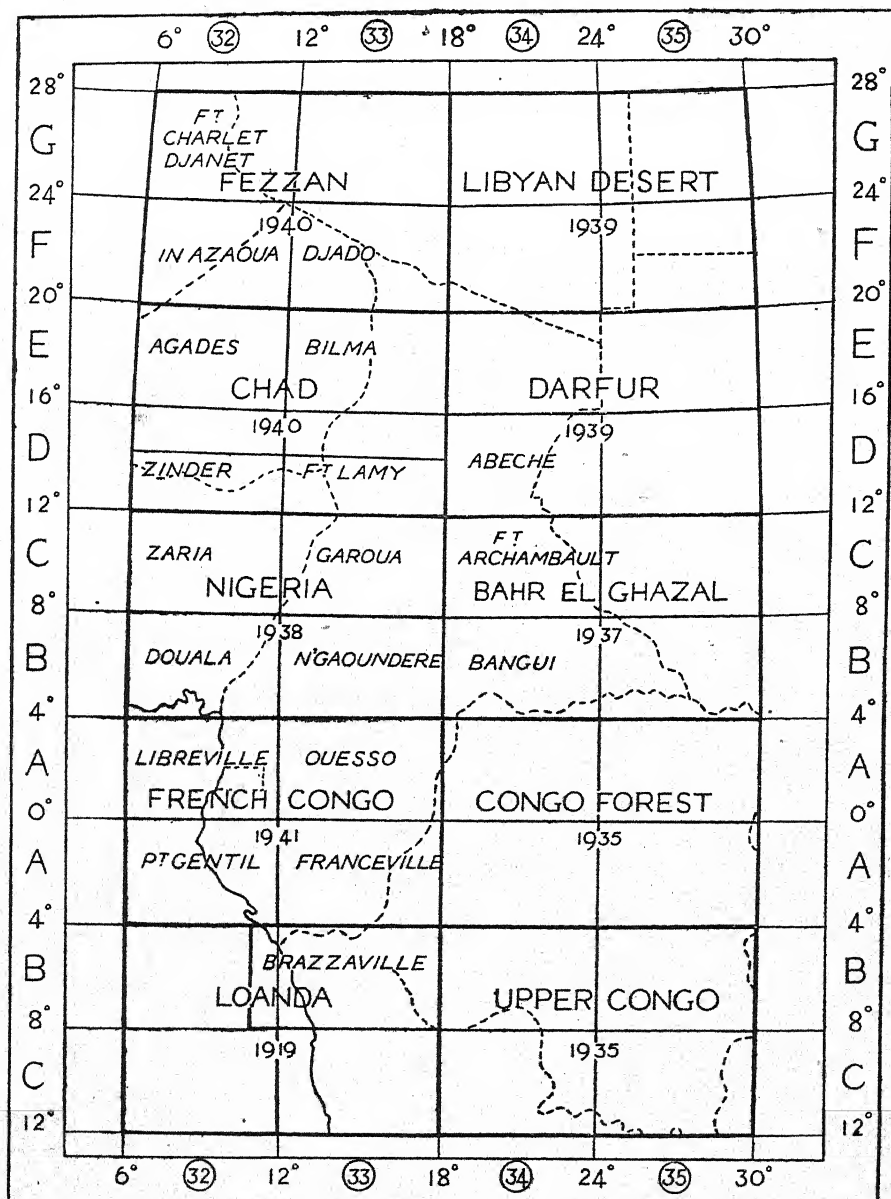 6° 32 12° 33 18° 34 24° 35 30°
28° 28°
G FT G
CHARLET
DJANET
FEZZAN LIBYAN DESERT
24° 24°
1940 1939
F IN AZAOUA DJADO F
20° 20°
E AGADES BILMA E
CHAD DARFUR
16° 16°
1940 1939
D ZINDER FT LAMY ABECHE D
12° 12°
FT
C ZARIA GAROUA ARCHAMBAULT C
NIGERIA BAHR EL GHAZAL
8° 8°
1938 1937
B DOUALA N'GAOUNDERE BANGUI B
4° 4°
A LIBREVILLE OUESSO A
FRENCH CONGO CONGO FOREST
0° 0°
1941 1935
A PT GENTIL FRANCEVILLE A
4° 4°
B BRAZZAVILLE B
LOANDA UPPER CONGO
8° 8°
1919 1935
C C
12° 12°
6° 32 12° 33 18° 34 24° 35 30°